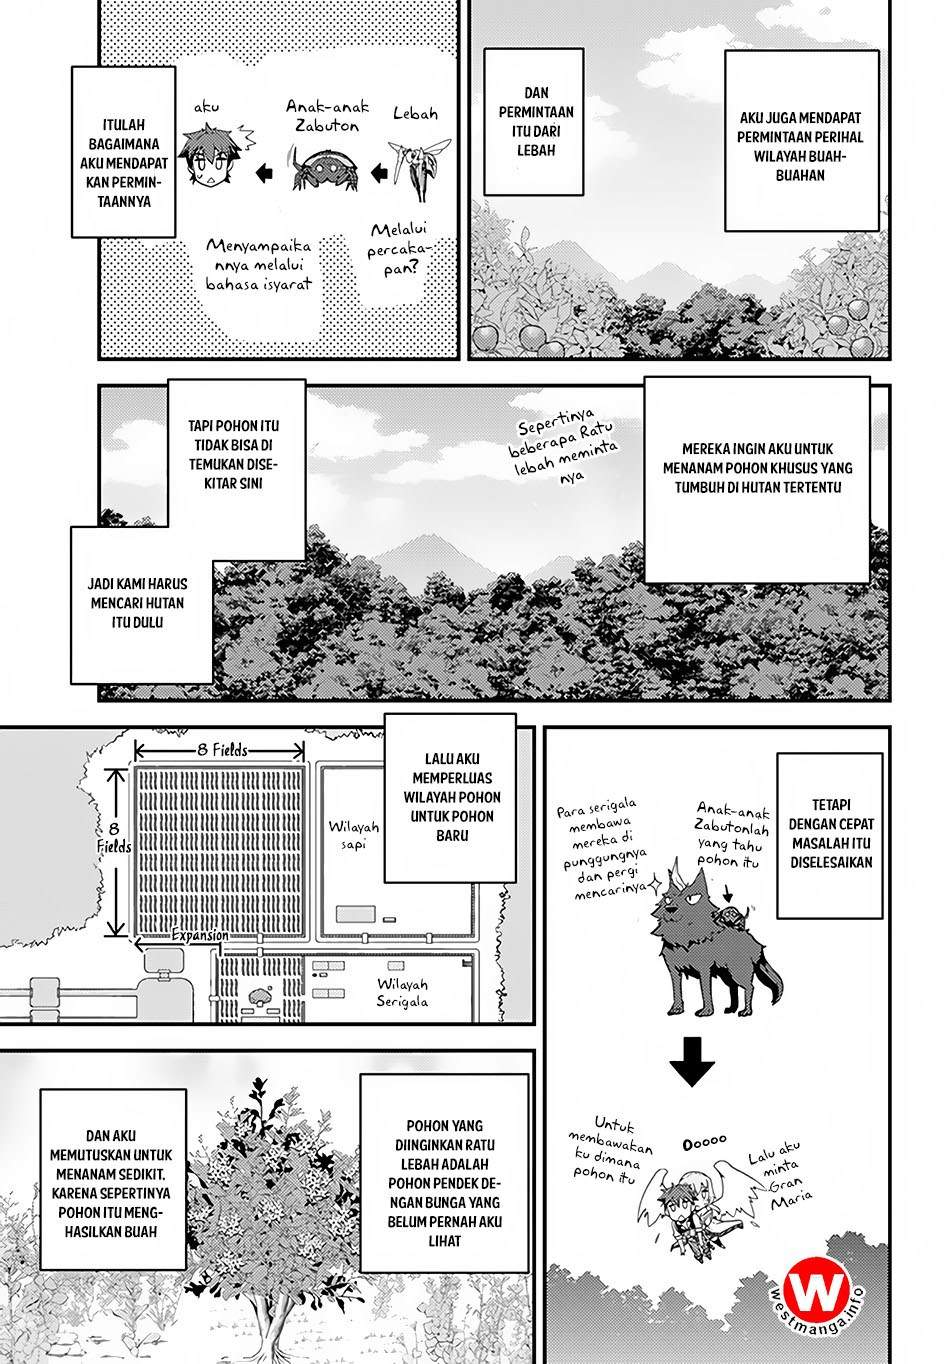 AKU JUGA MENDAPAT
PERMINTAAN PERIHAL
WILAYAH BUAH-
BUAHAN
DAN
PERMINTAAN
ITU DARI
LEBAH
Lebah
Anak-anak
Zabuton
aku
Melalui
percaka-
pan?
Menyampaika
nnya melalui
bahasa isyarat
ITULAH
BAGAIMANA
AKU MENDAPAT
KAN PERMIN-
TAANNYA
MEREKA INGIN AKU UNTUK
MENANAM POHON KHUSUS YANG
TUMBUH DI HUTAN TERTENTU
Sepertinya
beberapa Ratu
lebah meminta
nya
TAPI POHON ITU
TIDAK BISA DI
TEMUKAN DISE-
KITAR SINI
JADI KAMI HARUS
MENCARI HUTAN
ITU DULU
TETAPI
DENGAN CEPAT
MASALAH ITU
DISELESAIKAN
Anak-anak
Zabutonlah
yang tahu
pohon itu
Para serigala
membawa
mereka di
punggungnya
dan pergi
mencarinya
Lalu aku
minta
Gran
Maria
Doooo
Untuk
membawakan
ku dimana
pohon itu
LALU AKU
MEMPERLUAS
WILAYAH POHON
UNTUK POHON
BARU
8 Fields
8
Fields
Wilayah
sapi
Expansion
Wilayah
Serigala
POHON YANG
DIINGINKAN RATU
LEBAH ADALAH
POHON PENDEK DE-
NGAN BUNGA YANG
BELUM PERNAH AKU
LIHAT
DAN AKU
MEMUTUSKAN UNTUK
MENANAM SEDIKIT,
KARENA SEPERTINYA
POHON ITU MENG-
HASILKAN BUAH
W
westmanga.info